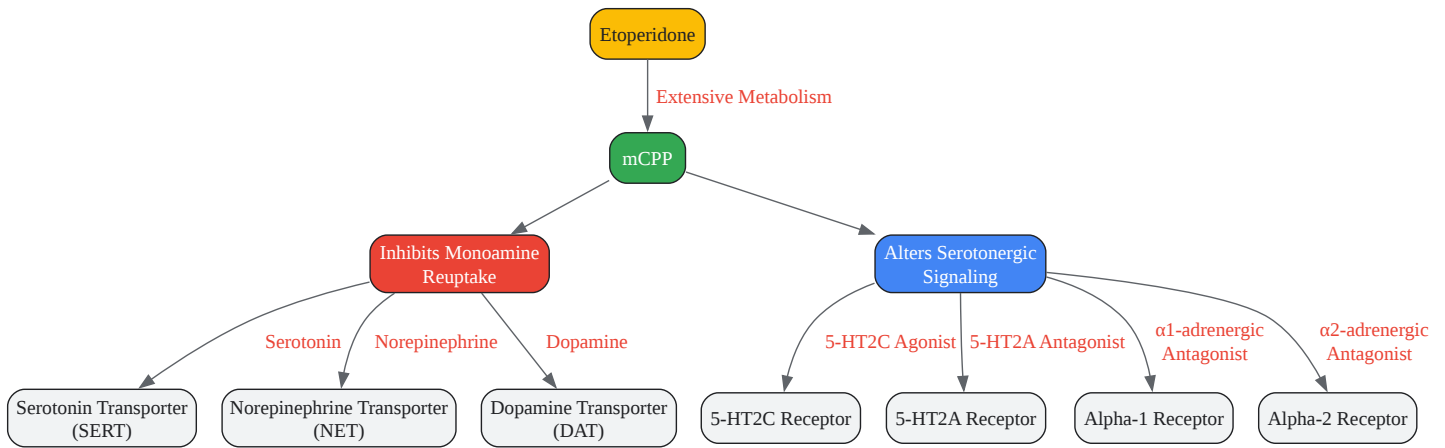 Etoperidone
Extensive Metabolism
mCPP
Inhibits Monoamine
Reuptake
Alters Serotonergic
Signaling
Serotonin
Norepinephrine
Dopamine
5-HT2C Agonist
5-HT2A Antagonist
α1-adrenergic
Antagonist
α2-adrenergic
Antagonist
Serotonin Transporter
(SERT)
Norepinephrine Transporter
(NET)
Dopamine Transporter
(DAT)
5-HT2C Receptor
5-HT2A Receptor
Alpha-1 Receptor
Alpha-2 Receptor